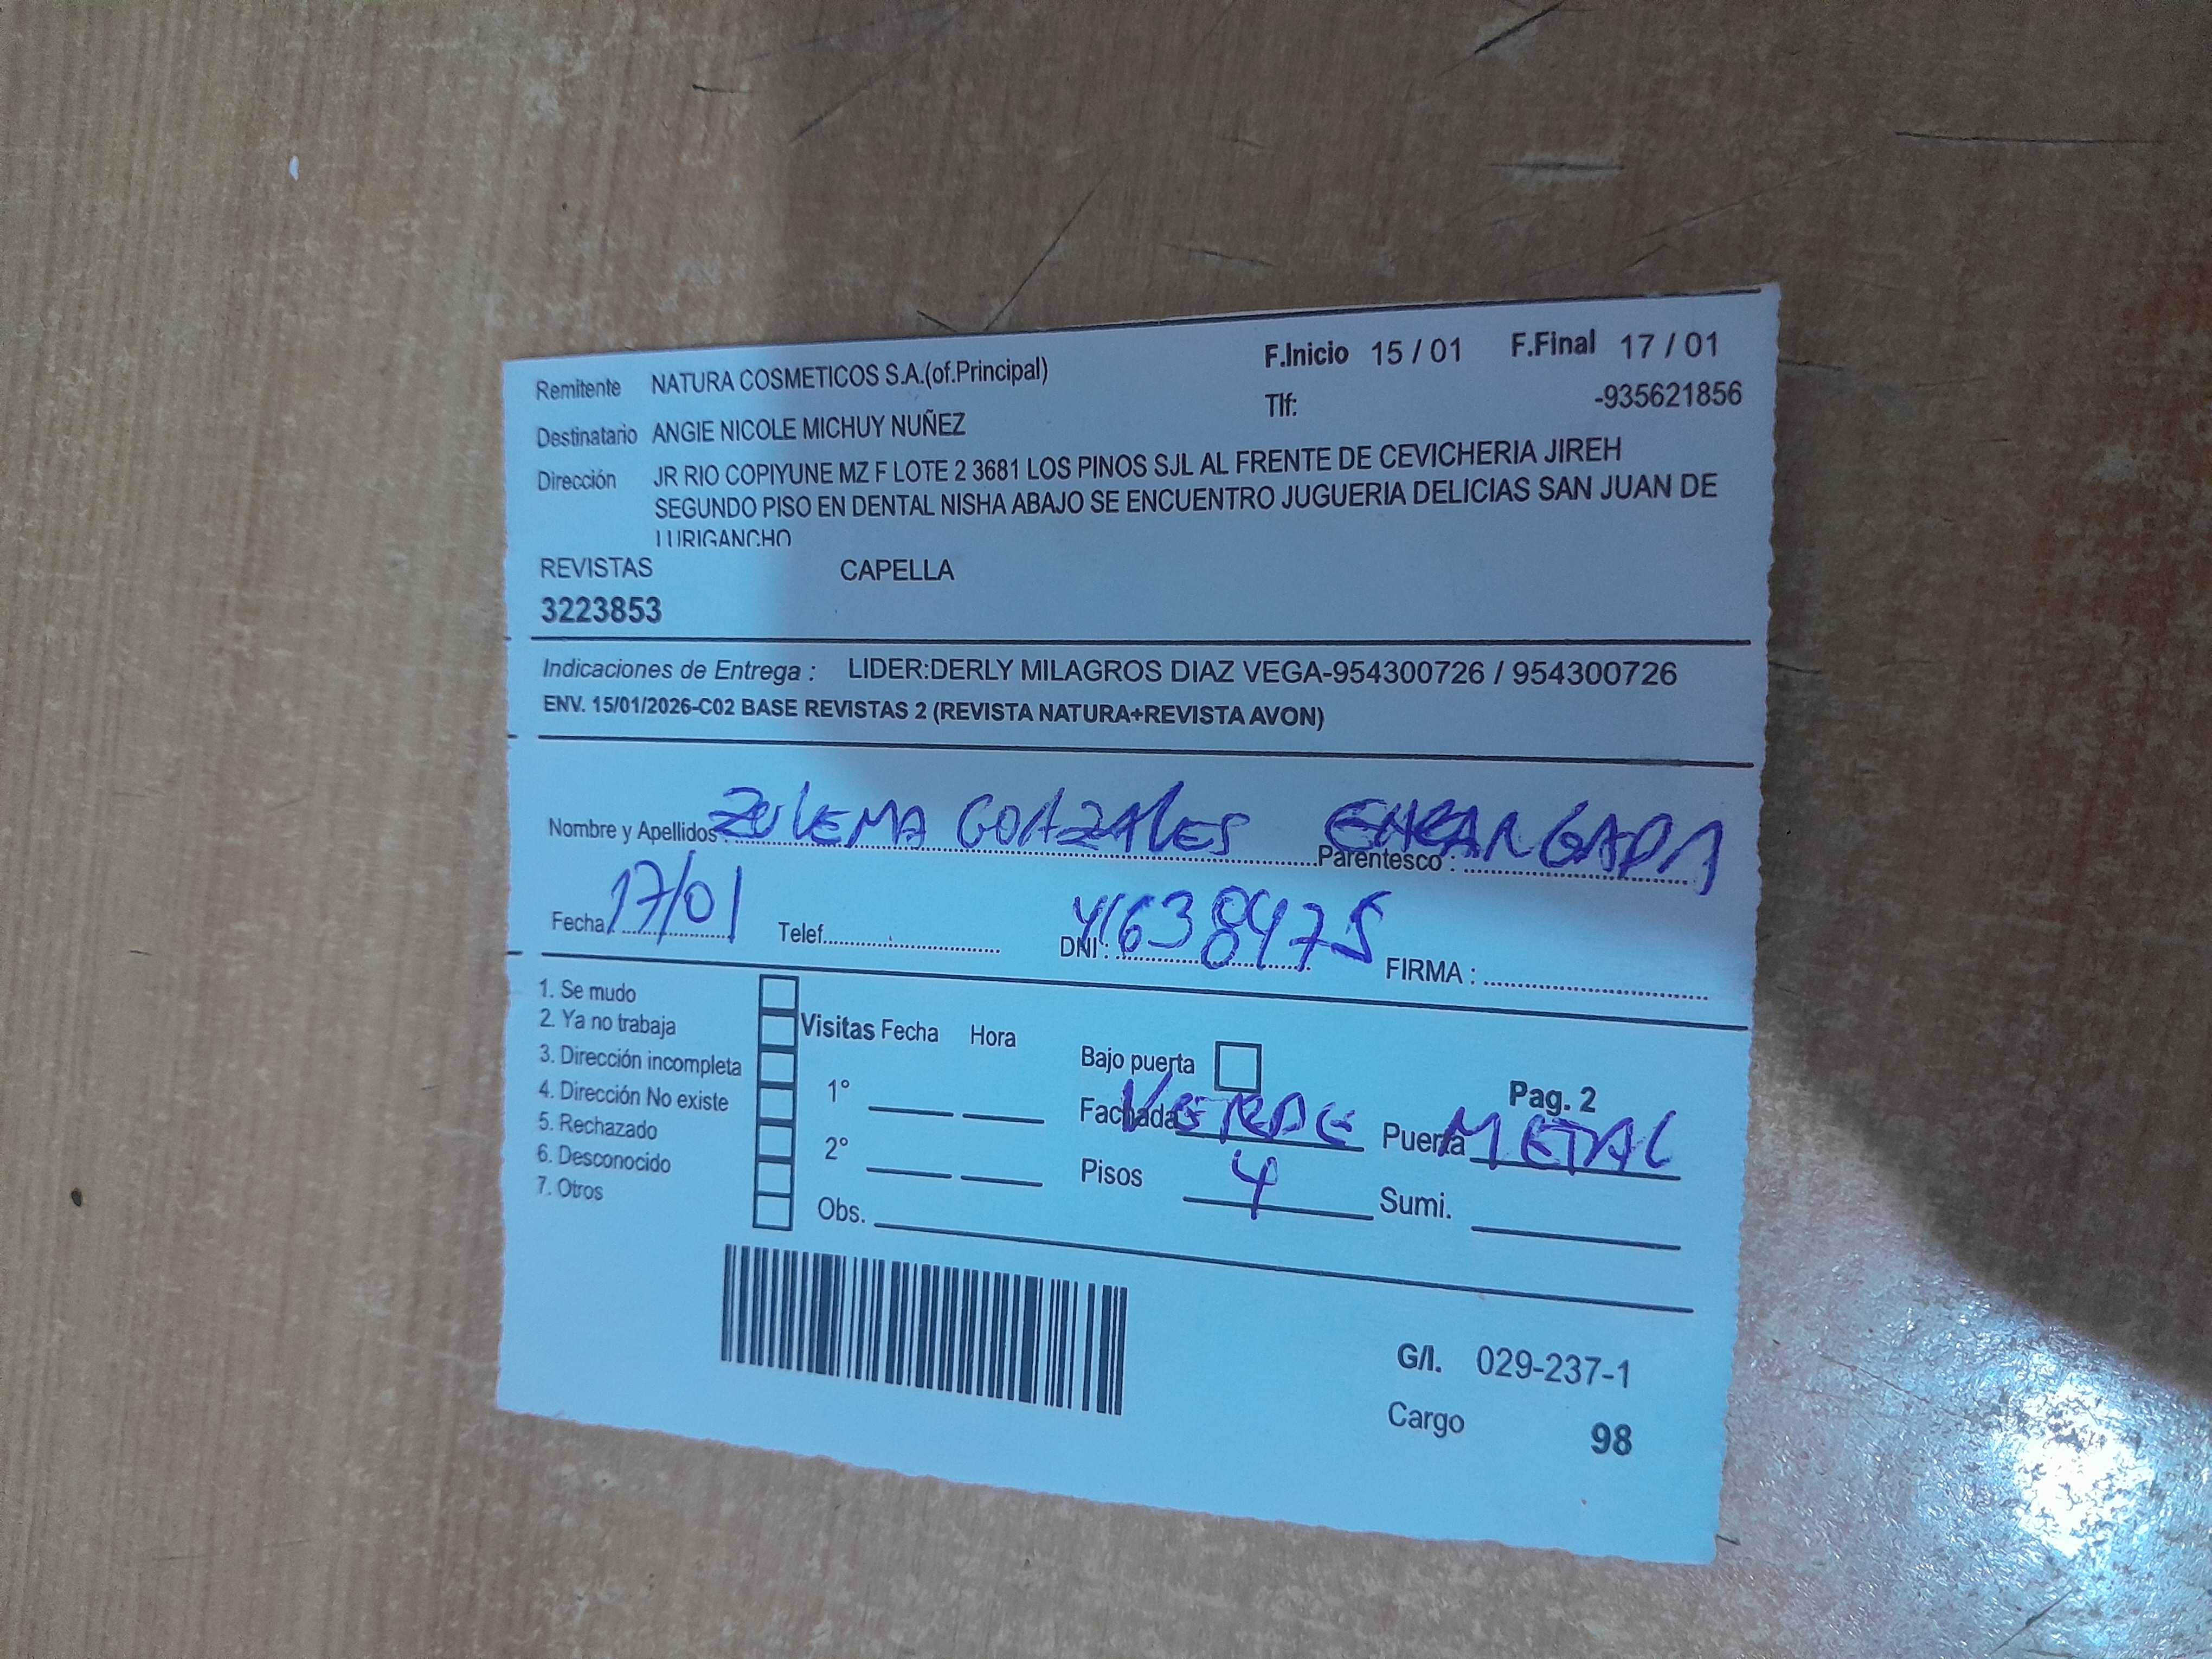 Remitente NATURA COSMETICOS S.A.(of.Principal) F.Inicio 15 / 01 F.Final 17 / 01
Destinatario ANGIE NICOLE MICHUY NUÑEZ Tlf: -935621856
Dirección JR RIO COPIYUNE MZ F LOTE 2 3681 LOS PINOS SJL AL FRENTE DE CEVICHERIA JIREH
SEGUNDO PISO EN DENTAL NISHA ABAJO SE ENCUENTRO JUGUERIA DELICIAS SAN JUAN DE
LURIGANCHO
REVISTAS CAPELLA
3223853
Indicaciones de Entrega : LIDER:DERLY MILAGROS DIAZ VEGA-954300726 / 954300726
ENV. 15/01/2026-C02 BASE REVISTAS 2 (REVISTA NATURA+REVISTA AVON)
Nombre y Apellidos: ZULEMA GONZALES Parentesco : ENCARGADA
Fecha 17/01 Telef. DNI : 41638475 FIRMA :
1. Se mudo
2. Ya no trabaja Visitas Fecha Hora
3. Dirección incompleta Bajo puerta
4. Dirección No existe 1° Fachada VERDE Puerta METAL Pag. 2
5. Rechazado
6. Desconocido 2° Pisos 4 Sumi.
7. Otros Obs.
G/I. 029-237-1
Cargo 98